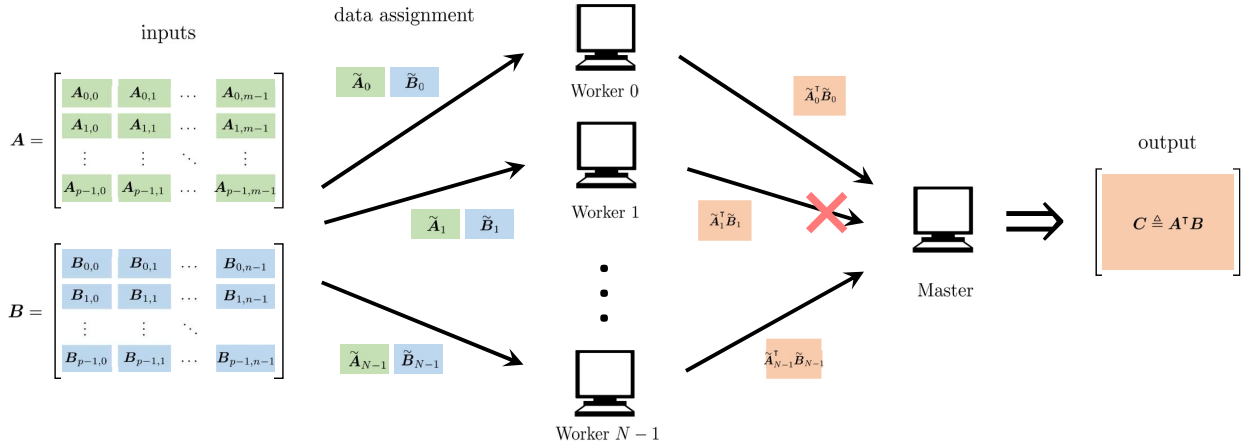 inputs
data assignment
A =
A_{0,0} A_{0,1} ⋯ A_{0,m−1}
A_{1,0} A_{1,1} ⋯ A_{1,m−1}
⋮ ⋮ ⋱ ⋮
A_{p−1,0} A_{p−1,1} ⋯ A_{p−1,m−1}
B =
B_{0,0} B_{0,1} ⋯ B_{0,n−1}
B_{1,0} B_{1,1} ⋯ B_{1,n−1}
⋮ ⋮ ⋱
B_{p−1,0} B_{p−1,1} ⋯ B_{p−1,n−1}
Ã_0 B̃_0
Ã_1 B̃_1
Ã_{N−1} B̃_{N−1}
Worker 0
Worker 1
⋮
Worker N − 1
Ã_0^⊺ B̃_0
Ã_1^⊺ B̃_1
Ã_{N−1}^⊺ B̃_{N−1}
Master
⇒
output
C ≜ A^⊺ B